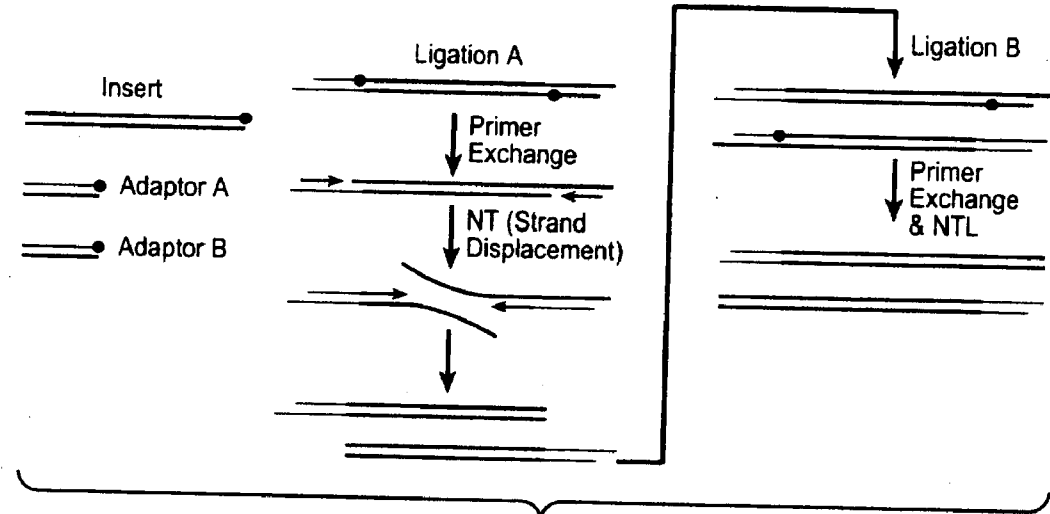 Insert
Adaptor A
Adaptor B
Ligation A
Primer
Exchange
NT (Strand
Displacement)
Ligation B
Primer
Exchange
& NTL